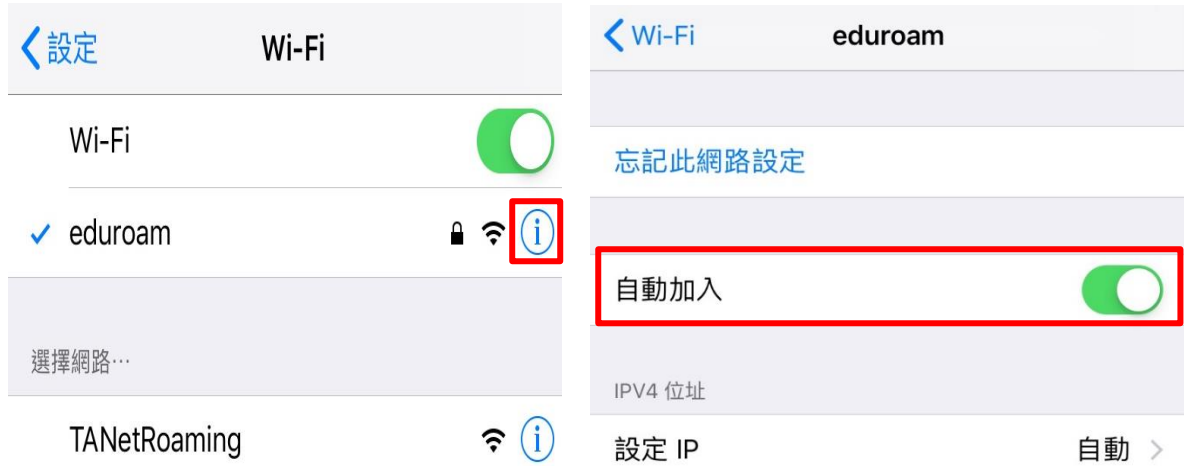 設定 Wi-Fi
Wi-Fi
eduroam
選擇網路…
TANetRoaming
Wi-Fi eduroam
忘記此網路設定
自動加入
IPV4 位址
設定 IP 自動